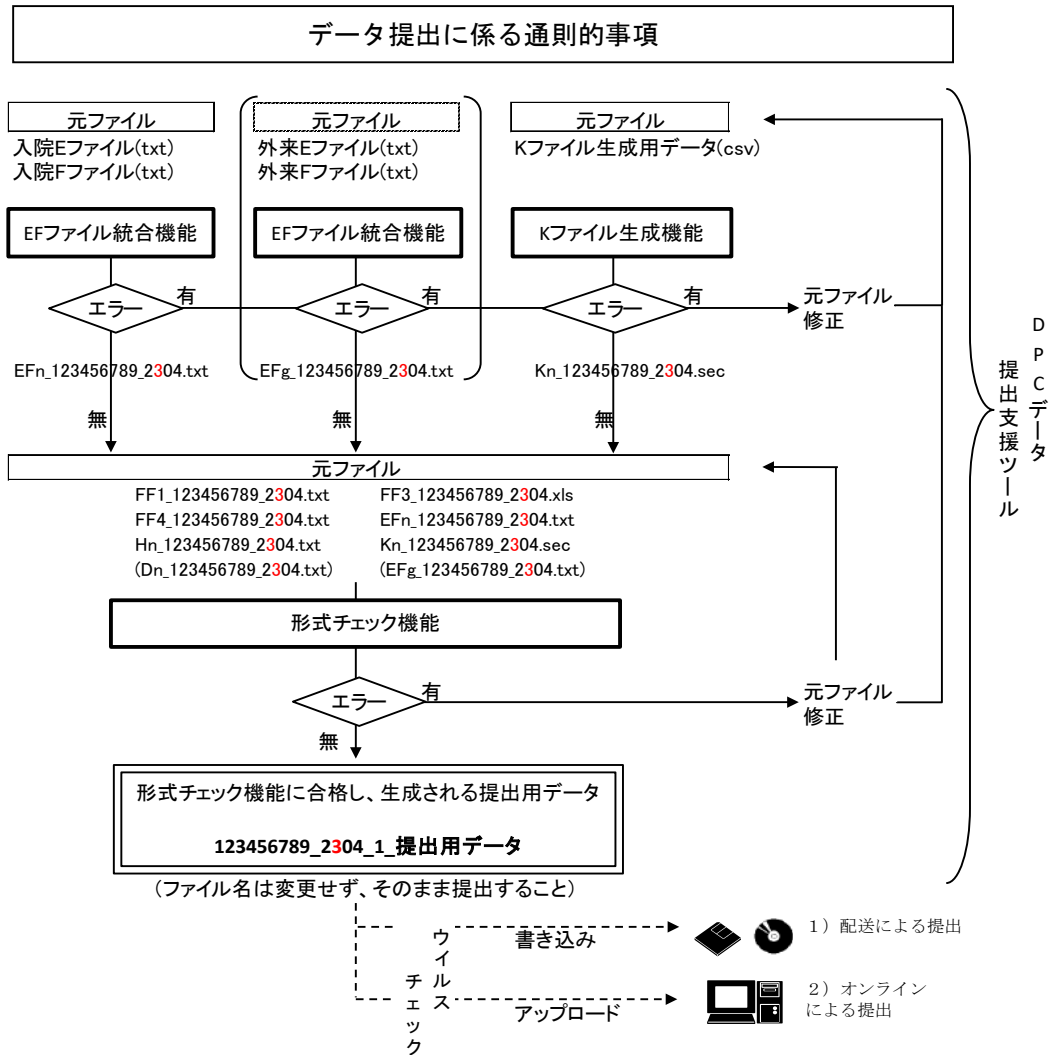 データ提出に係る通則的事項
元ファイル
入院Eファイル(txt)
入院Fファイル(txt)
元ファイル
外来Eファイル(txt)
外来Fファイル(txt)
元ファイル
Kファイル生成用データ(csv)
EFファイル統合機能
EFファイル統合機能
Kファイル生成機能
エラー
有
エラー
有
エラー
有
元ファイル
修正
EFn_123456789_2304.txt
EFg_123456789_2304.txt
Kn_123456789_2304.sec
無
無
無
元ファイル
FF1_123456789_2304.txt
FF3_123456789_2304.xls
FF4_123456789_2304.txt
EFn_123456789_2304.txt
Hn_123456789_2304.txt
Kn_123456789_2304.sec
(Dn_123456789_2304.txt)
(EFg_123456789_2304.txt)
形式チェック機能
エラー
有
元ファイル
修正
無
形式チェック機能に合格し、生成される提出用データ
123456789_2304_1_提出用データ
(ファイル名は変更せず、そのまま提出すること)
DPCデータ
提出支援ツール
ウイルス
チェック
書き込み
1）配送による提出
アップロード
2）オンライン
による提出